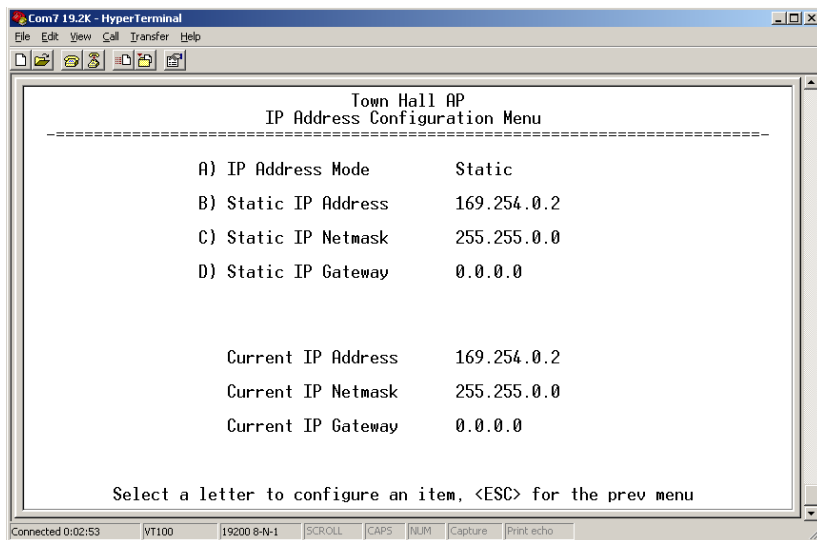 Com7 19.2K - HyperTerminal
File Edit View Call Transfer Help
Town Hall AP
IP Address Configuration Menu
-==========================================================================-
A) IP Address Mode Static
B) Static IP Address 169.254.0.2
C) Static IP Netmask 255.255.0.0
D) Static IP Gateway 0.0.0.0
Current IP Address 169.254.0.2
Current IP Netmask 255.255.0.0
Current IP Gateway 0.0.0.0
Select a letter to configure an item, <ESC> for the prev menu
Connected 0:02:53 VT100 19200 8-N-1 SCROLL CAPS NUM Capture Print echo